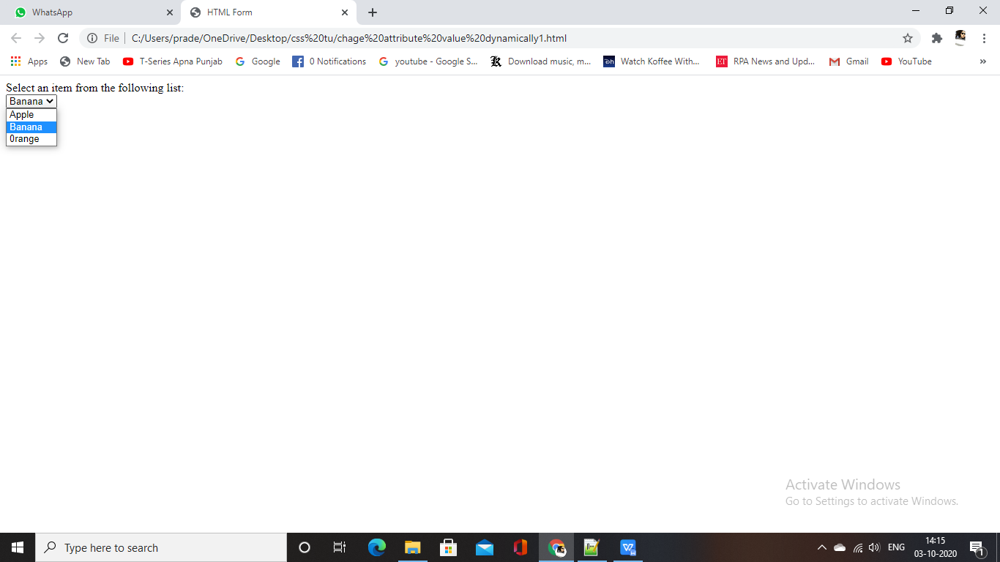 WhatsApp
HTML Form
File
C:/Users/prade/OneDrive/Desktop/css%20tu/chage%20attribute%20value%20dynamically1.html
Apps
New Tab
T-Series Apna Punjab
Google
0 Notifications
youtube - Google S...
Download music, m...
Dh
Watch Koffee With...
ET
RPA News and Upd...
Gmail
YouTube
Select an item from the following list:
Banana
Apple
Banana
0range
Activate Windows
Go to Settings to activate Windows.
Type here to search
ENG
14:15
03-10-2020
1